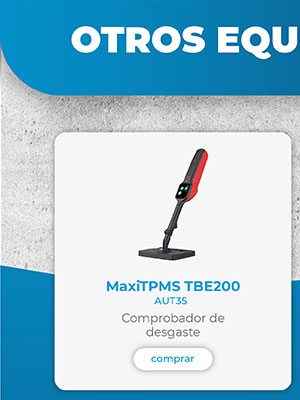 OTROS EQU
MaxiTPMS TBE200
AUT35
Comprobador de
desgaste
comprar